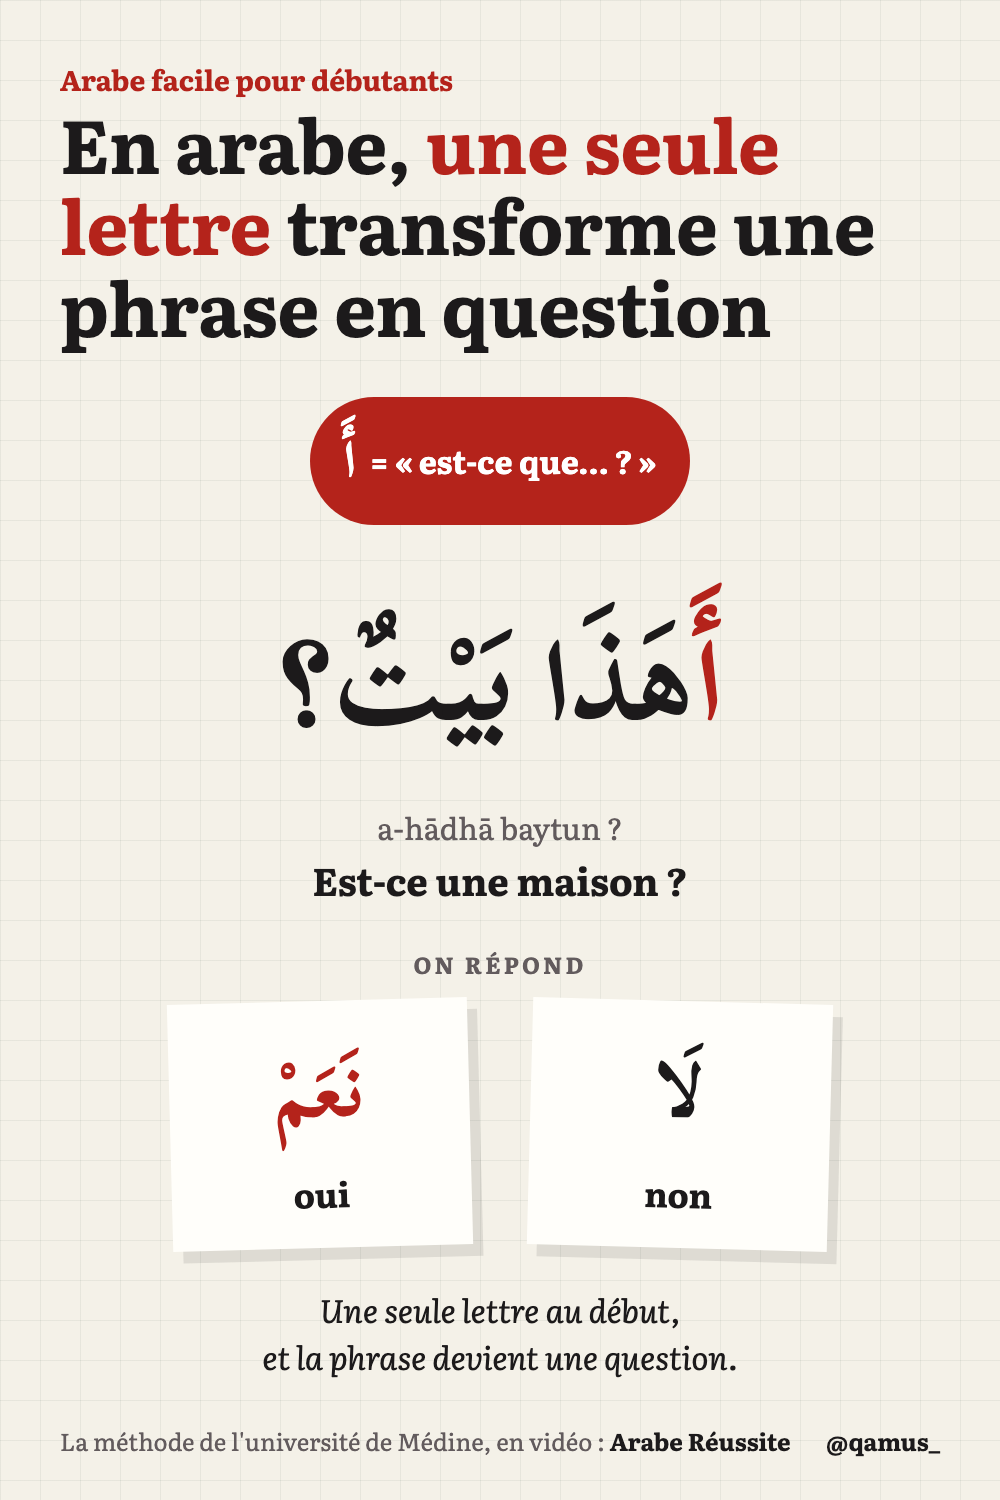 Arabe facile pour débutants
En arabe, une seule
lettre transforme une
phrase en question
أَ = « est-ce que… ? »
أَهَذَا بَيْتٌ؟
a-hādhā baytun ?
Est-ce une maison ?
ON RÉPOND
نَعَمْ
oui
لَا
non
Une seule lettre au début,
et la phrase devient une question.
La méthode de l'université de Médine, en vidéo : Arabe Réussite @qamus_